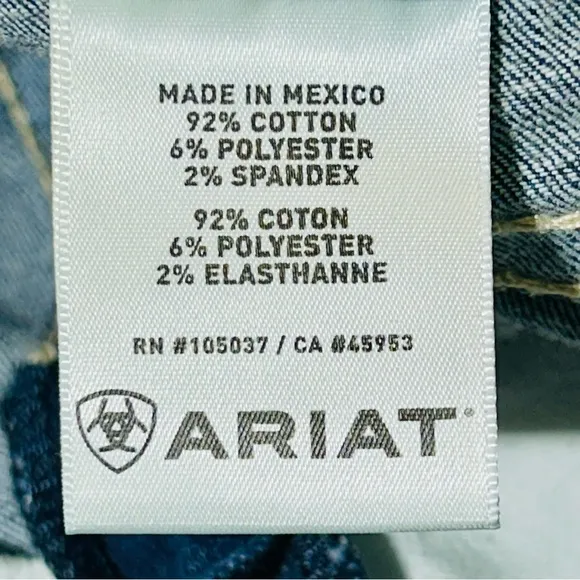 MADE IN MEXICO
92% COTTON
6% POLYESTER
2% SPANDEX
92% COTON
6% POLYESTER
2% ELASTHANNE
RN #105037 / CA #45953
ARIAT